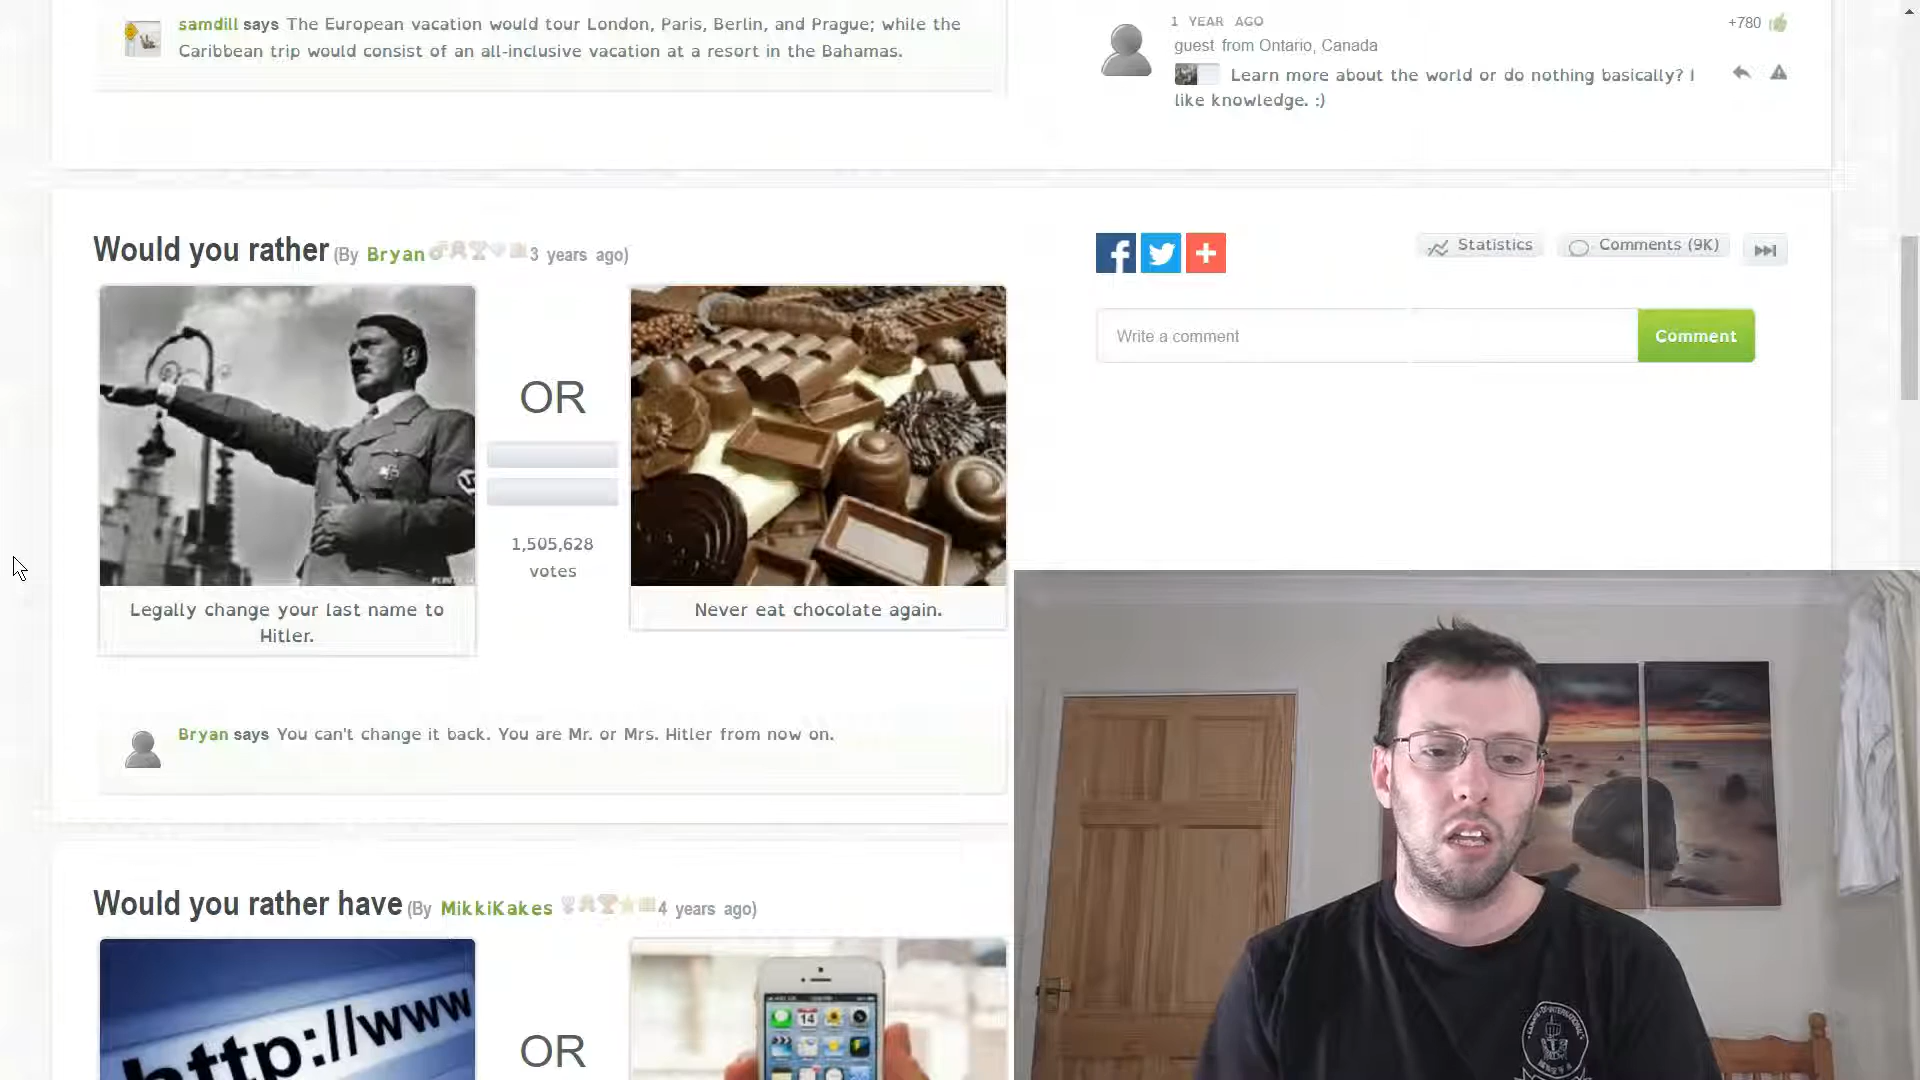 samdill says The European vacation would tour London, Paris, Berlin, and Prague; while the
Caribbean trip would consist of an all-inclusive vacation at a resort in the Bahamas.
1 YEAR AGO
+780
guest from Ontario, Canada
Learn more about the world or do nothing basically? I
like knowledge. :)
Would you rather (By Bryan 3 years ago)
Statistics
Comments (9K)
Write a comment
Comment
OR
1,505,628
votes
Legally change your last name to
Hitler.
Never eat chocolate again.
Bryan says You can't change it back. You are Mr. or Mrs. Hitler from now on.
Would you rather have (By MikkiKakes 4 years ago)
http://www
OR
14